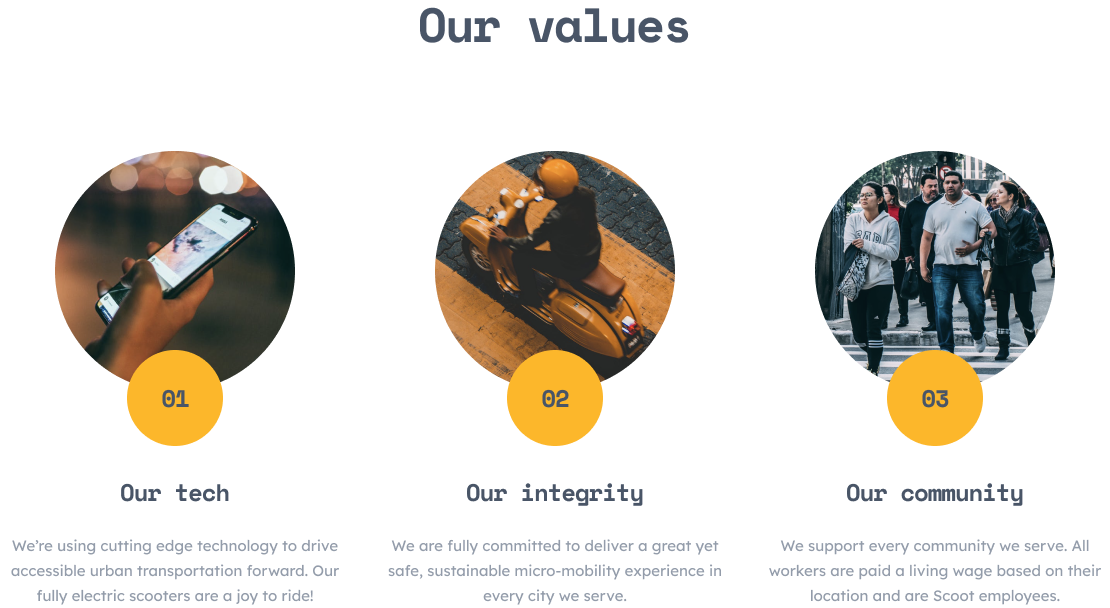 Our values
01
02
03
Our tech
Our integrity
Our community
We’re using cutting edge technology to drive
accessible urban transportation forward. Our
fully electric scooters are a joy to ride!
We are fully committed to deliver a great yet
safe, sustainable micro-mobility experience in
every city we serve.
We support every community we serve. All
workers are paid a living wage based on their
location and are Scoot employees.